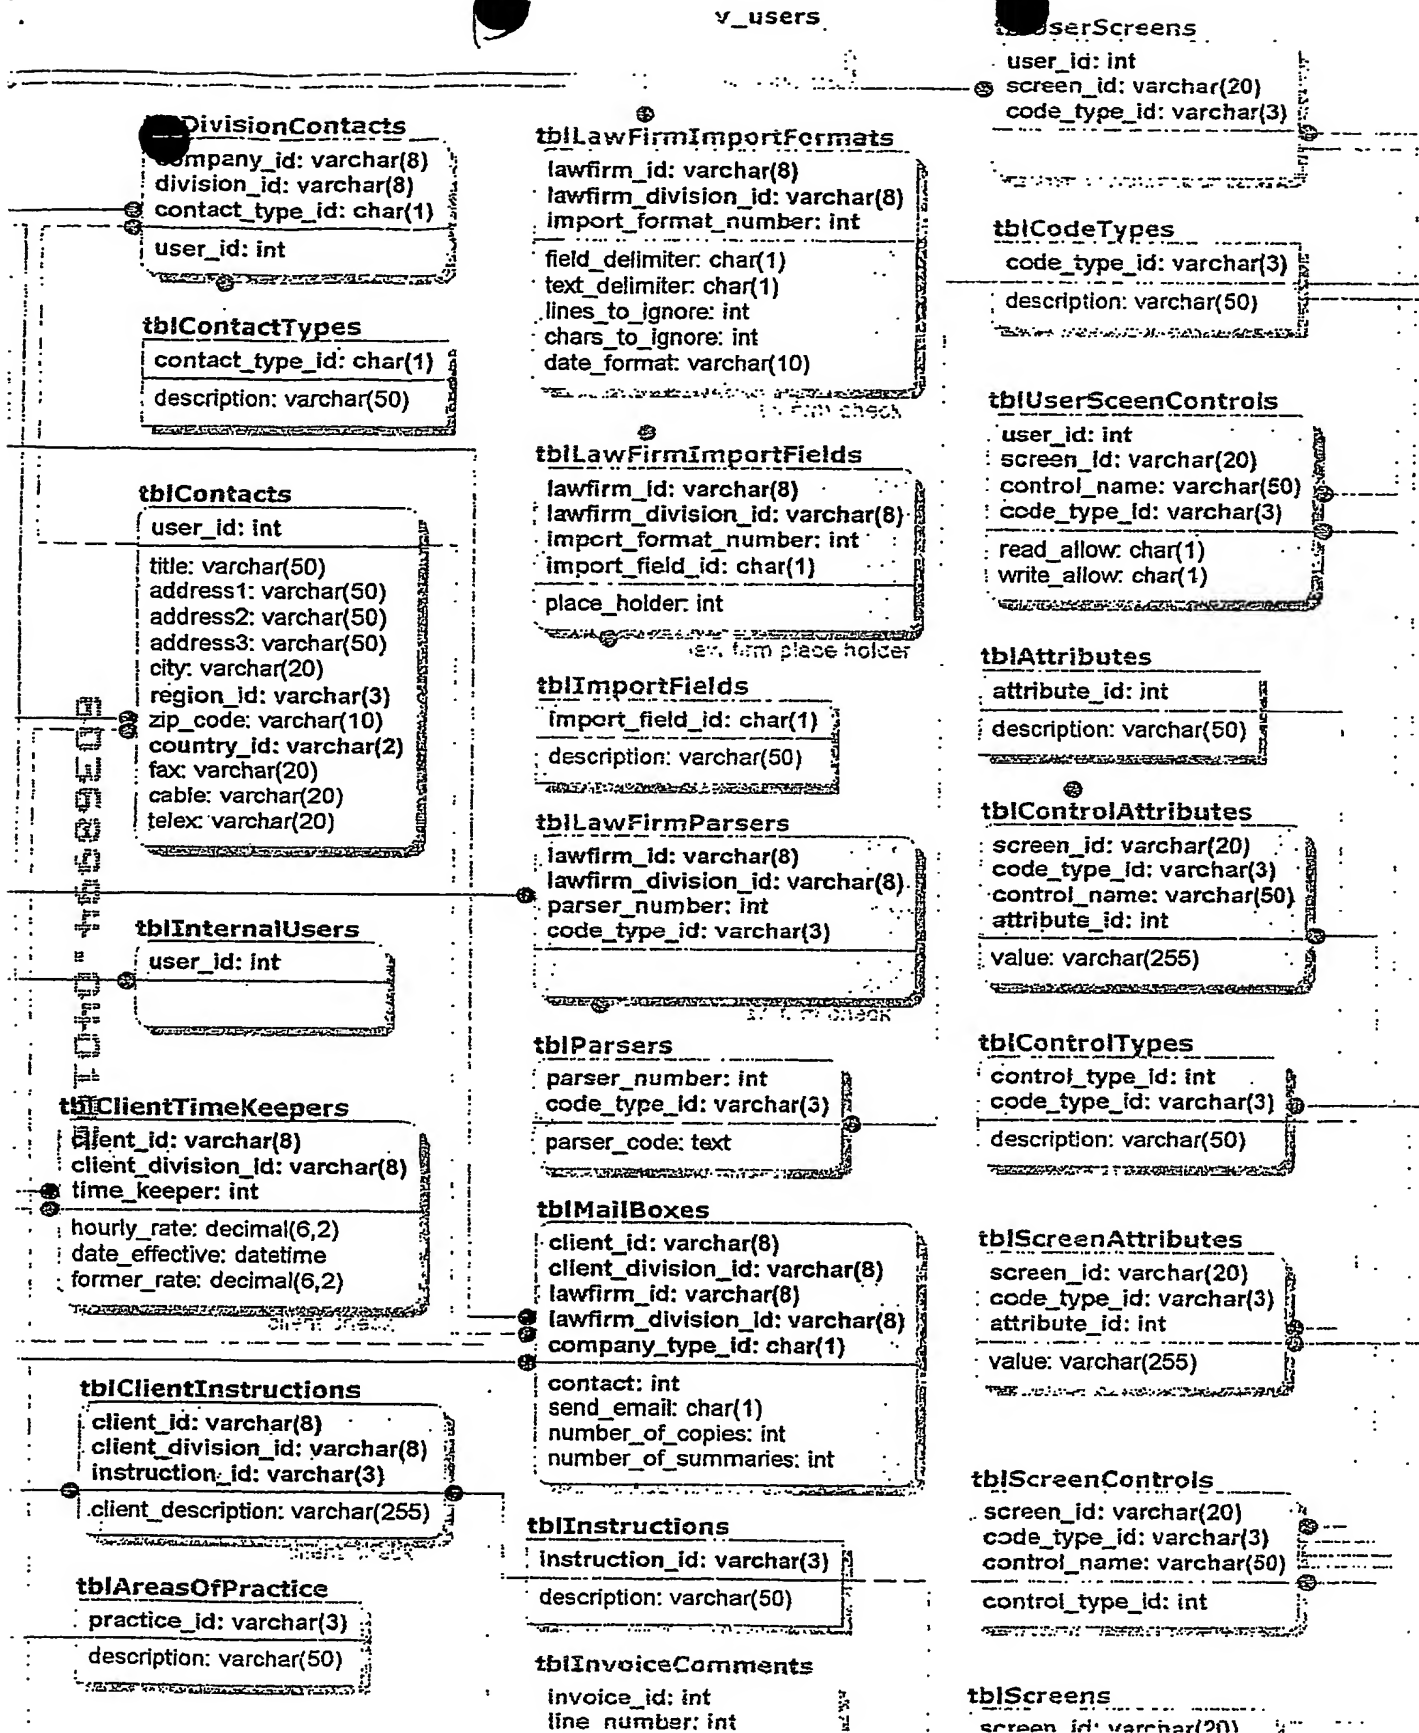 v_users
DivisionContacts
company_id: varchar(8)
division_id: varchar(8)
contact_type_id: char(1)
user_id: int
tblContactTypes
contact_type_id: char(1)
description: varchar(50)
tblContacts
user_id: int
title: varchar(50)
address1: varchar(50)
address2: varchar(50)
address3: varchar(50)
city: varchar(20)
region_id: varchar(3)
zip_code: varchar(10)
country_id: varchar(2)
fax: varchar(20)
cable: varchar(20)
telex: varchar(20)
tblInternalUsers
user_id: int
tblClientTimeKeepers
client_id: varchar(8)
client_division_id: varchar(8)
time_keeper: int
hourly_rate: decimal(6,2)
date_effective: datetime
former_rate: decimal(6,2)
tblClientInstructions
client_id: varchar(8)
client_division_id: varchar(8)
instruction_id: varchar(3)
client_description: varchar(255)
tblAreasOfPractice
practice_id: varchar(3)
description: varchar(50)
tblLawFirmImportFormats
lawfirm_id: varchar(8)
lawfirm_division_id: varchar(8)
import_format_number: int
field_delimiter: char(1)
text_delimiter: char(1)
lines_to_ignore: int
chars_to_ignore: int
date_format: varchar(10)
firm check
tblLawFirmImportFields
lawfirm_id: varchar(8)
lawfirm_division_id: varchar(8)
import_format_number: int
import_field_id: char(1)
place_holder: int
firm place holder
tblImportFields
import_field_id: char(1)
description: varchar(50)
tblLawFirmParsers
lawfirm_id: varchar(8)
lawfirm_division_id: varchar(8)
parser_number: int
code_type_id: varchar(3)
tblParsers
parser_number: int
code_type_id: varchar(3)
parser_code: text
tblMailBoxes
client_id: varchar(8)
client_division_id: varchar(8)
lawfirm_id: varchar(8)
lawfirm_division_id: varchar(8)
company_type_id: char(1)
contact: int
send_email: char(1)
number_of_copies: int
number_of_summaries: int
tblInstructions
instruction_id: varchar(3)
description: varchar(50)
tblInvoiceComments
invoice_id: int
line_number: int
UserScreens
user_id: int
screen_id: varchar(20)
code_type_id: varchar(3)
tblCodeTypes
code_type_id: varchar(3)
description: varchar(50)
tblUserSceenControls
user_id: int
screen_id: varchar(20)
control_name: varchar(50)
code_type_id: varchar(3)
read_allow: char(1)
write_allow: char(1)
tblAttributes
attribute_id: int
description: varchar(50)
tblControlAttributes
screen_id: varchar(20)
code_type_id: varchar(3)
control_name: varchar(50)
attribute_id: int
value: varchar(255)
tblControlTypes
control_type_id: int
code_type_id: varchar(3)
description: varchar(50)
tblScreenAttributes
screen_id: varchar(20)
code_type_id: varchar(3)
attribute_id: int
value: varchar(255)
tblScreenControls
screen_id: varchar(20)
code_type_id: varchar(3)
control_name: varchar(50)
control_type_id: int
tblScreens
screen_id: varchar(20)